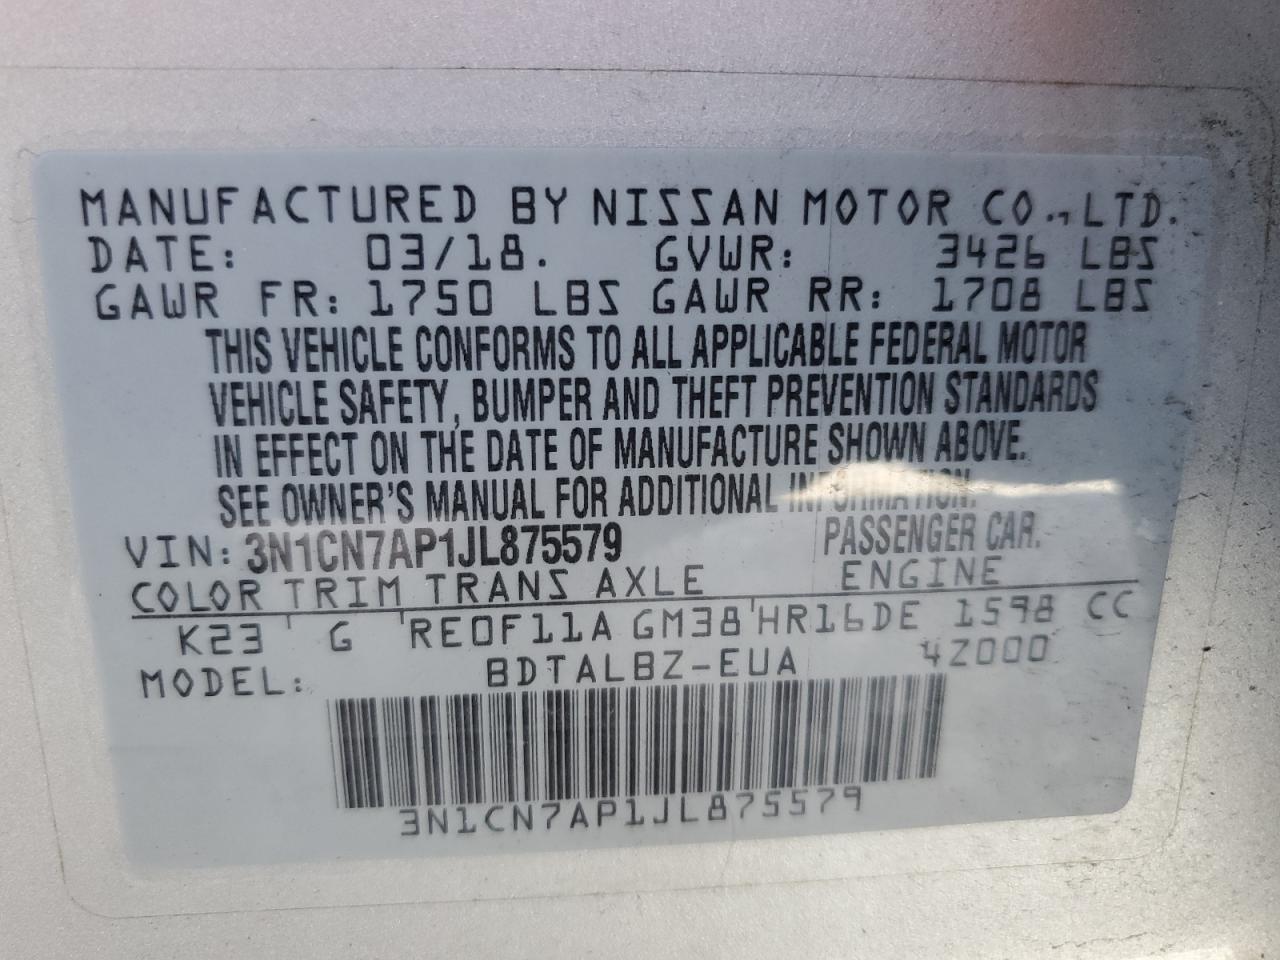 MANUFACTURED BY NISSAN MOTOR CO., LTD.
DATE: 03/18. GVWR: 3426 LBS
GAWR FR: 1750 LBS GAWR RR: 1708 LBS
THIS VEHICLE CONFORMS TO ALL APPLICABLE FEDERAL MOTOR
VEHICLE SAFETY, BUMPER AND THEFT PREVENTION STANDARDS
IN EFFECT ON THE DATE OF MANUFACTURE SHOWN ABOVE.
SEE OWNER'S MANUAL FOR ADDITIONAL INFORMATION.
VIN: 3N1CN7AP1JL875579 PASSENGER CAR.
COLOR TRIM TRANS AXLE ENGINE
K23 ' G 'RE0F11A GM38'HR16DE 1598 CC
MODEL: BDTALBZ-EUA 4Z000
3N1CN7AP1JL875579